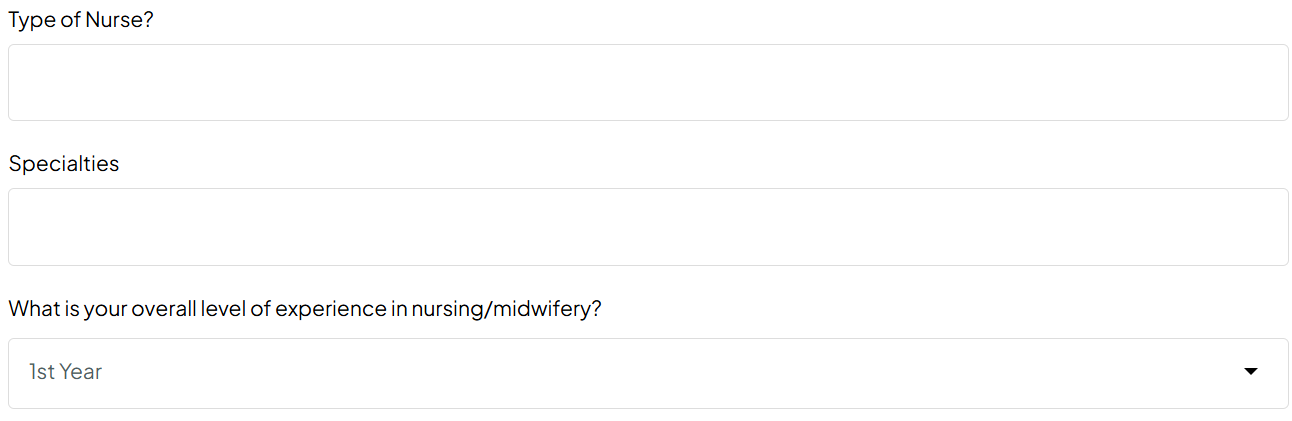 Type of Nurse?
Specialties
What is your overall level of experience in nursing/midwifery?
1st Year